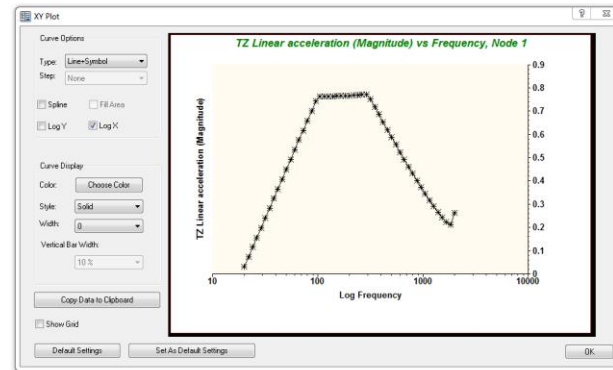 XY Plot
Curve Options
Type: Line+Symbol
Step: None
Spline Fill Area
Log Y Log X
Curve Display
Color: Choose Color
Style: Solid
Width: 0
Vertical Bar Width:
10 %
Copy Data to Clipboard
Show Grid
Default Settings Set As Default Settings OK
TZ Linear acceleration (Magnitude) vs Frequency, Node 1
TZ Linear acceleration (Magnitude)
0.9
0.8
0.7
0.6
0.5
0.4
0.3
0.2
0.1
0
10 100 1000 10000
Log Frequency